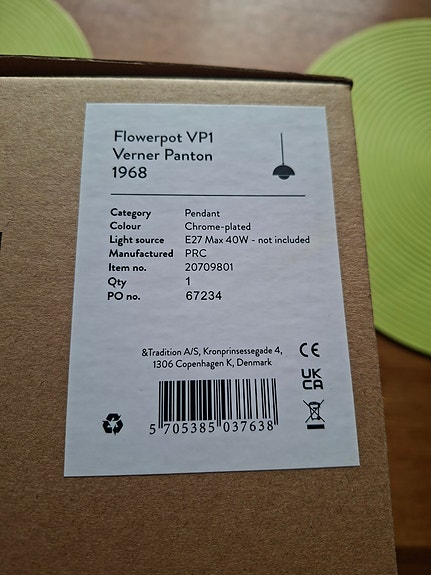 Flowerpot VP1
Verner Panton
1968
Category Pendant
Colour Chrome-plated
Light source E27 Max 40W - not included
Manufactured PRC
Item no. 20709801
Qty 1
PO no. 67234
&Tradition A/S, Kronprinsessegade 4,
1306 Copenhagen K, Denmark
CE
UK
CA
5 705385 037638